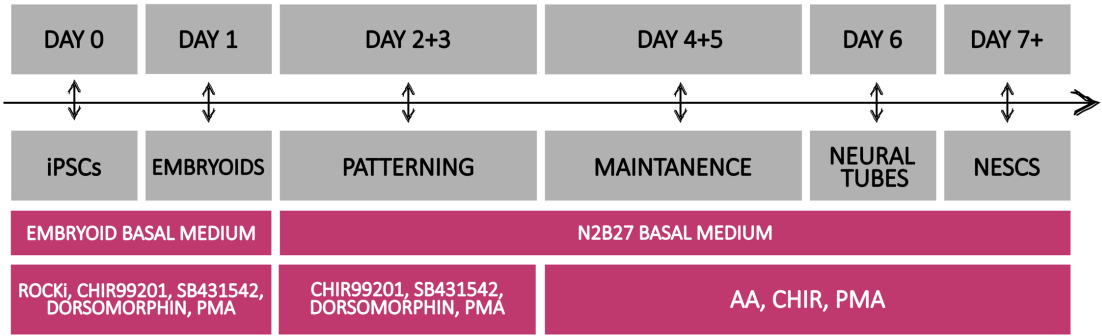 DAY 0
DAY 1
DAY 2+3
DAY 4+5
DAY 6
DAY 7+
iPSCs
EMBRYOIDS
PATTERNING
MAINTANENCE
NEURAL
TUBES
NESCS
EMBRYOID BASAL MEDIUM
N2B27 BASAL MEDIUM
ROCKi, CHIR99201, SB431542,
DORSOMORPHIN, PMA
CHIR99201, SB431542,
DORSOMORPHIN, PMA
AA, CHIR, PMA